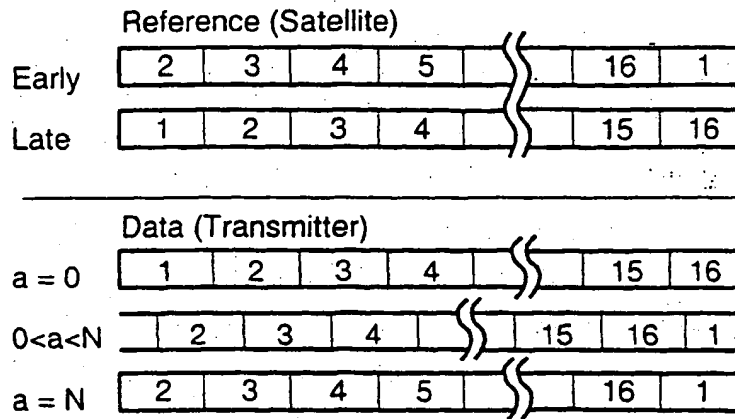 Reference (Satellite)
Early 2 3 4 5 16 1
Late 1 2 3 4 15 16
Data (Transmitter)
a = 0 1 2 3 4 15 16
0<a<N 2 3 4 15 16 1
a = N 2 3 4 5 16 1